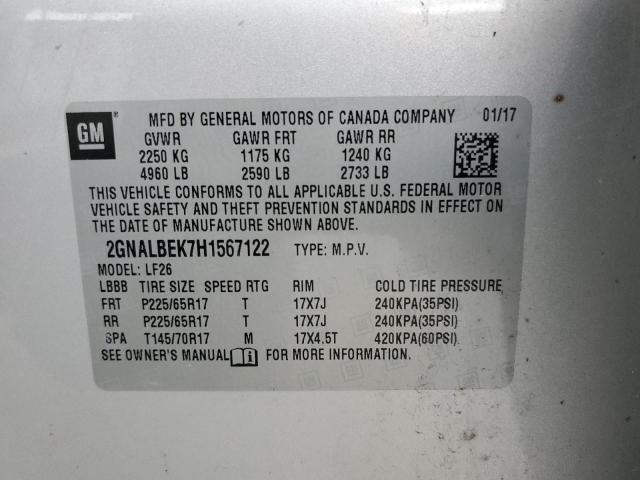 GM
MFD BY GENERAL MOTORS OF CANADA COMPANY 01/17
GVWR GAWR FRT GAWR RR
2250 KG 1175 KG 1240 KG
4960 LB 2590 LB 2733 LB
THIS VEHICLE CONFORMS TO ALL APPLICABLE U.S. FEDERAL MOTOR
VEHICLE SAFETY AND THEFT PREVENTION STANDARDS IN EFFECT ON
THE DATE OF MANUFACTURE SHOWN ABOVE.
2GNALBEK7H1567122 TYPE: M.P.V.
MODEL: LF26
LBBB TIRE SIZE SPEED RTG RIM COLD TIRE PRESSURE
FRT P225/65R17 T 17X7J 240KPA(35PSI)
RR P225/65R17 T 17X7J 240KPA(35PSI)
SPA T145/70R17 M 17X4.5T 420KPA(60PSI)
SEE OWNER'S MANUAL FOR MORE INFORMATION.